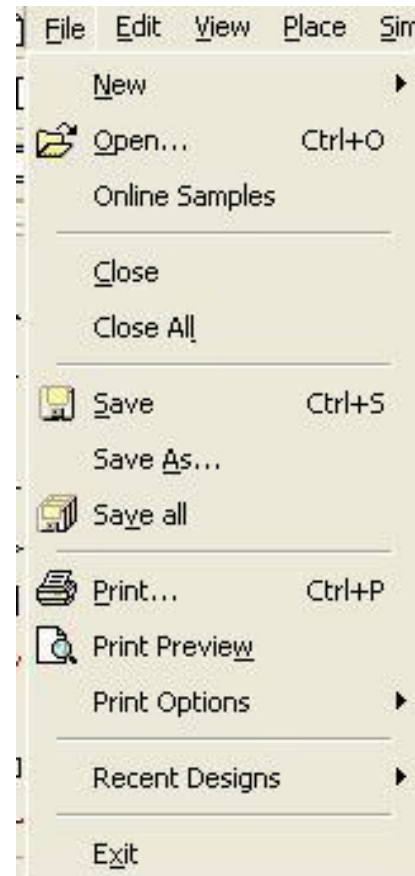 File Edit View Place Sim
New
Open... Ctrl+O
Online Samples
Close
Close All
Save Ctrl+S
Save As...
Save all
Print... Ctrl+P
Print Preview
Print Options
Recent Designs
Exit